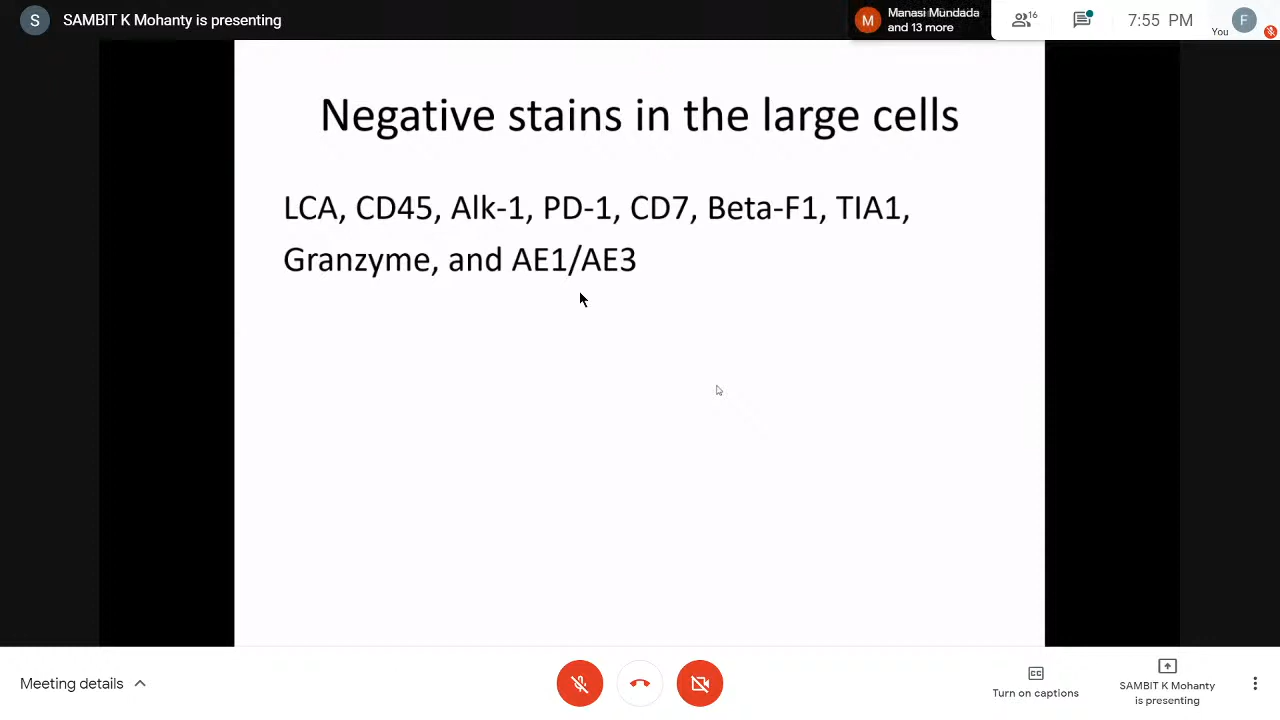 S SAMBIT K Mohanty is presenting
M Manasi Mundada
and 13 more
16
7:55 PM
You
F
Negative stains in the large cells
LCA, CD45, Alk-1, PD-1, CD7, Beta-F1, TIA1,
Granzyme, and AE1/AE3
Meeting details
CC
Turn on captions
SAMBIT K Mohanty
is presenting